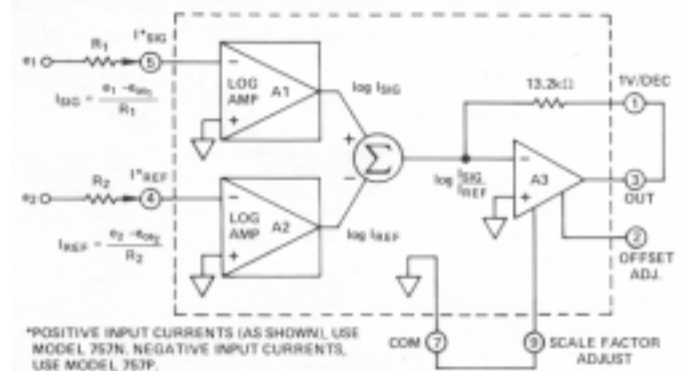 R1
I*SIG
e1
5
ISIG = e1 - eos1 / R1
LOG AMP
A1
log ISIG
13.2kΩ
1V/DEC
1
+
Σ
−
log ISIG/IREF
A3
3
OUT
2
OFFSET ADJ.
R2
I*REF
e2
4
IREF = e2 - eos2 / R2
LOG AMP
A2
log IREF
*POSITIVE INPUT CURRENTS (AS SHOWN), USE
MODEL 757N. NEGATIVE INPUT CURRENTS,
USE MODEL 757P.
COM
7
9
SCALE FACTOR
ADJUST